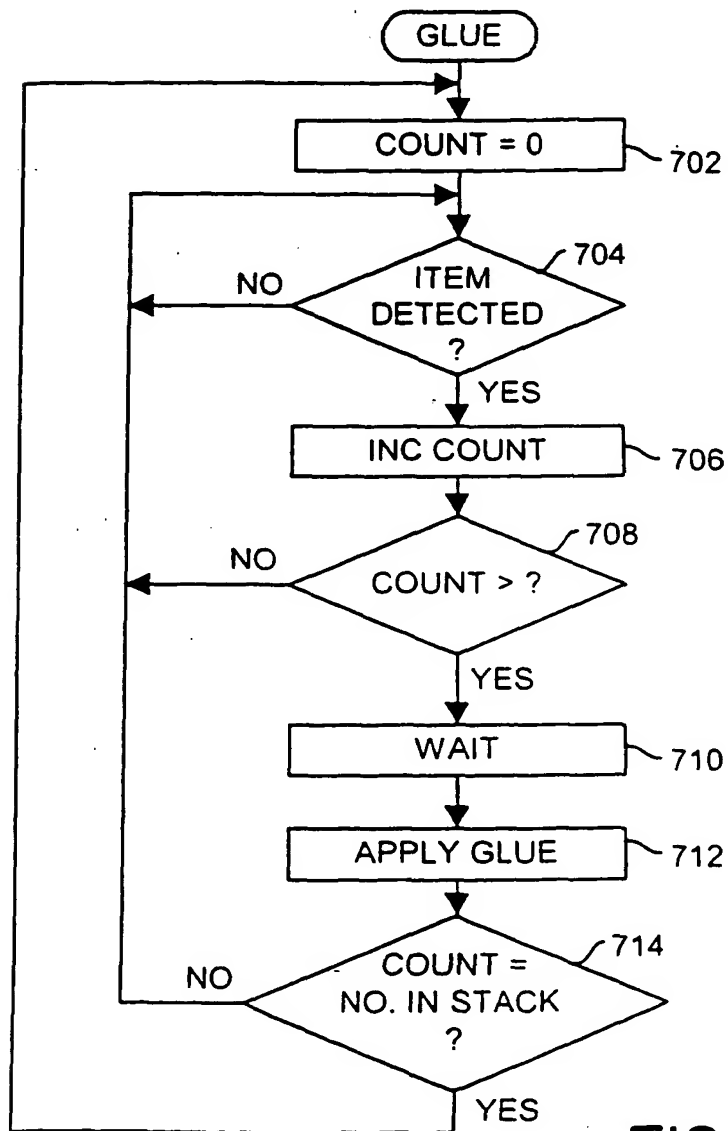 GLUE
COUNT = 0
702
704
ITEM
DETECTED
?
NO
YES
INC COUNT
706
708
COUNT > ?
NO
YES
WAIT
710
APPLY GLUE
712
714
COUNT =
NO. IN STACK
?
NO
YES